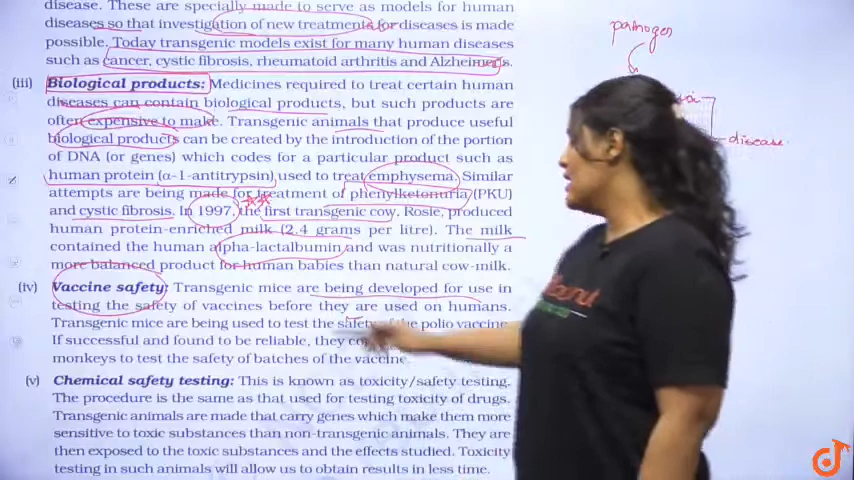 disease. These are specially made to serve as models for human
diseases so that investigation of new treatments for diseases is made
possible. Today transgenic models exist for many human diseases
such as cancer, cystic fibrosis, rheumatoid arthritis and Alzheimer's.
(iii) Biological products: Medicines required to treat certain human
diseases can contain biological products, but such products are
often expensive to make. Transgenic animals that produce useful
biological products can be created by the introduction of the portion
of DNA (or genes) which codes for a particular product such as
human protein (α-1-antitrypsin) used to treat emphysema. Similar
attempts are being made for treatment of phenylketonuria (PKU)
and cystic fibrosis. In 1997, the first transgenic cow, Rosie, produced
human protein-enriched milk (2.4 grams per litre). The milk
contained the human alpha-lactalbumin and was nutritionally a
more balanced product for human babies than natural cow-milk.
(iv) Vaccine safety: Transgenic mice are being developed for use in
testing the safety of vaccines before they are used on humans.
Transgenic mice are being used to test the safety of the polio vaccine.
If successful and found to be reliable, they
monkeys to test the safety of batches of the vaccine.
(v) Chemical safety testing: This is known as toxicity/safety testing.
The procedure is the same as that used for testing toxicity of drugs.
Transgenic animals are made that carry genes which make them more
sensitive to toxic substances than non-transgenic animals. They are
then exposed to the toxic substances and the effects studied. Toxicity
testing in such animals will allow us to obtain results in less time.
pathogen
disease